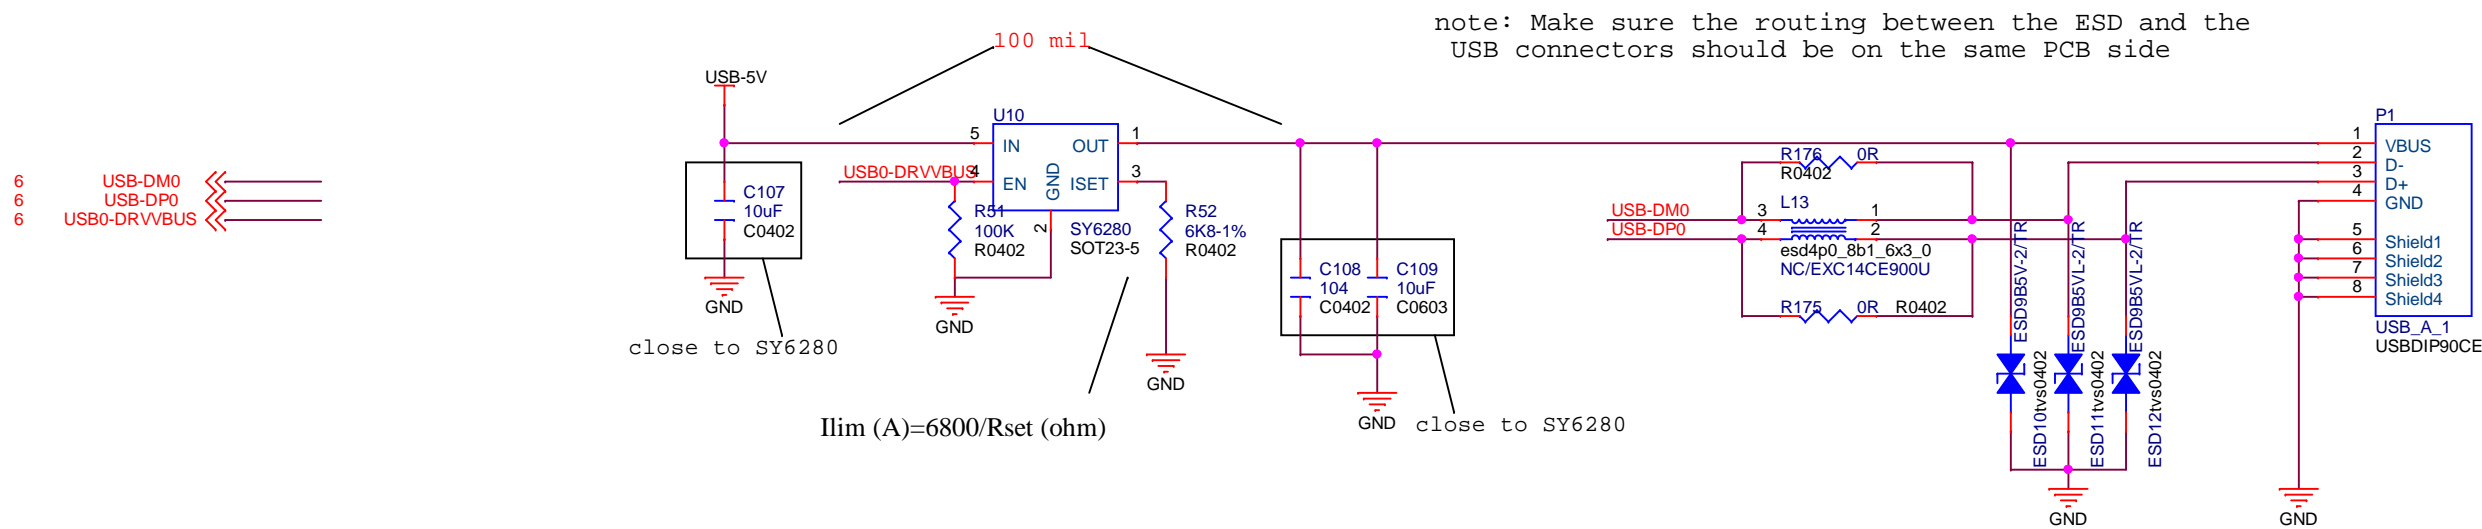 note: Make sure the routing between the ESD and the
USB connectors should be on the same PCB side
100 mil
USB-5V
6 USB-DM0
6 USB-DP0
6 USB0-DRVVBUS
C107
10uF
C0402
GND
close to SY6280
USB0-DRVVBUS
U10
5 IN OUT 1
4 EN GND ISET 3
2
SY6280
SOT23-5
R51
100K
R0402
GND
R52
6K8-1%
R0402
GND
Ilim (A)=6800/Rset (ohm)
C108
104
C0402
C109
10uF
C0603
GND
close to SY6280
R176 0R
R0402
L13
USB-DM0 3 1
USB-DP0 4 2
esd4p0_8b1_6x3_0
NC/EXC14CE900U
R175 0R R0402
ESD9B5V-2/TR
ESD10 tvs0402
ESD9B5VL-2/TR
ESD11 tvs0402
ESD9B5VL-2/TR
ESD12 tvs0402
GND
P1
1 VBUS
2 D-
3 D+
4 GND
5 Shield1
6 Shield2
7 Shield3
8 Shield4
USB_A_1
USBDIP90CE
GND